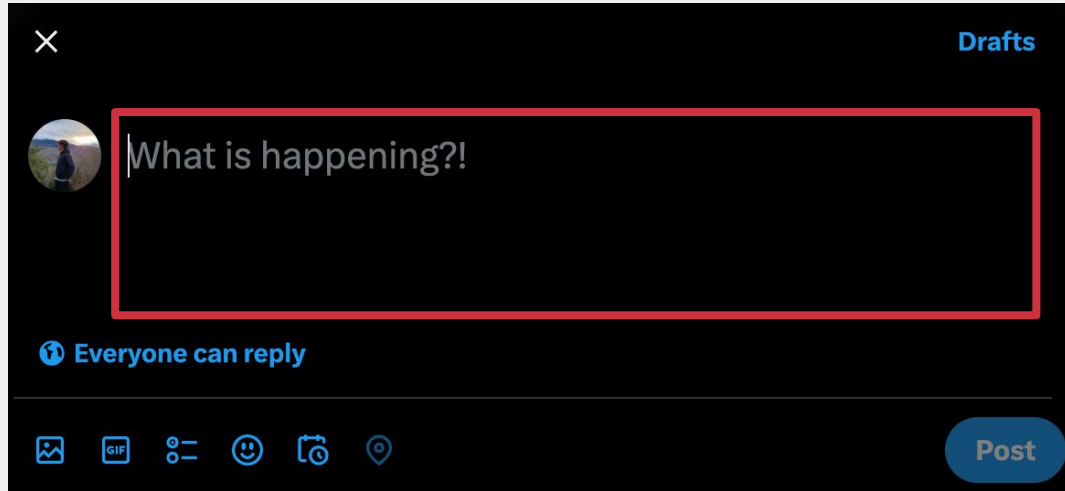 Drafts
What is happening?!
Everyone can reply
GIF
Post